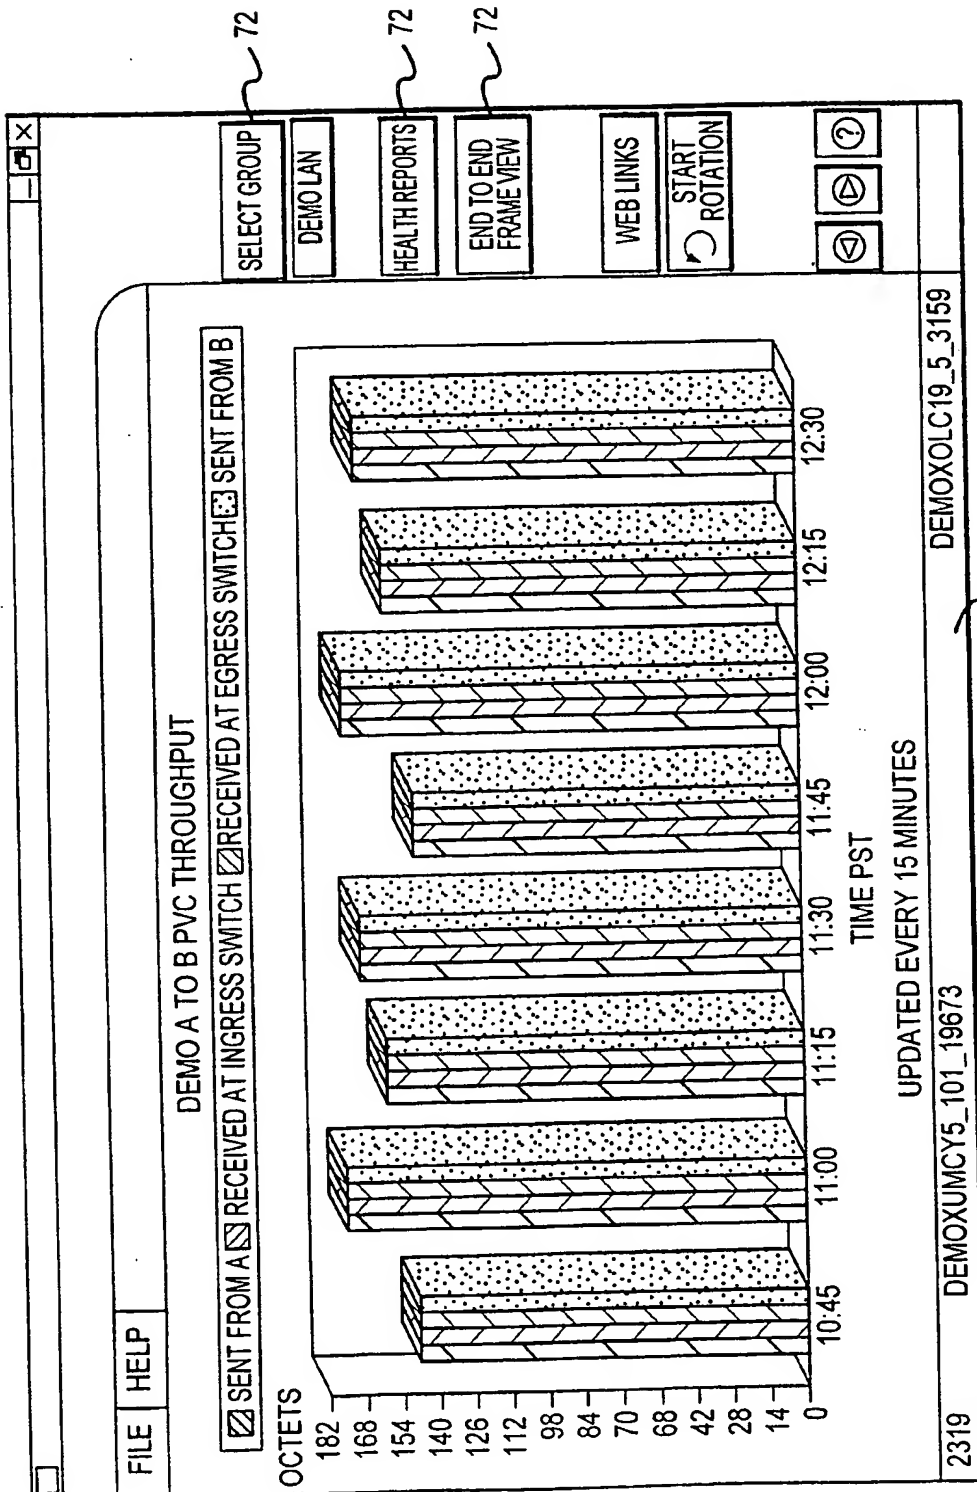 FILE HELP
DEMO A TO B PVC THROUGHPUT
SENT FROM A RECEIVED AT INGRESS SWITCH RECEIVED AT EGRESS SWITCH SENT FROM B
OCTETS
182
168
154
140
126
112
98
84
70
68
42
28
14
0
10:45 11:00 11:15 11:30 11:45 12:00 12:15 12:30
TIME PST
UPDATED EVERY 15 MINUTES
2319 DEMOXUMCY5_101_19673 DEMOXOLC19_5_3159
SELECT GROUP
DEMO LAN
HEALTH REPORTS
END TO END
FRAME VIEW
WEB LINKS
START
ROTATION
?
72
72
72